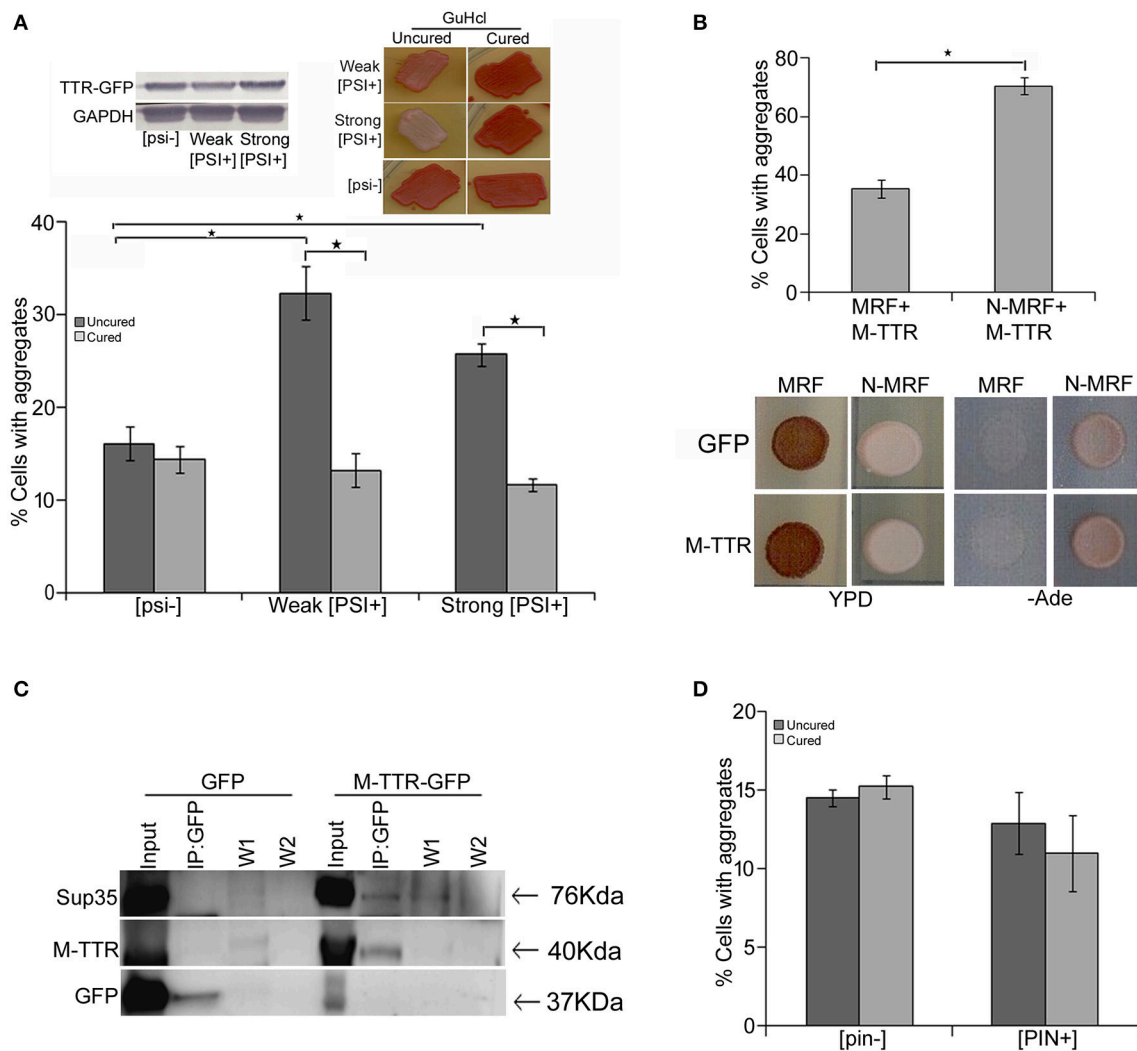 A
GuHcl
Uncured Cured
Weak
[PSI+]
Strong
[PSI+]
[psi-]
TTR-GFP
GAPDH
[psi-] Weak Strong
[PSI+] [PSI+]
40
30
20
10
0
% Cells with aggregates
★
★
★
★
Uncured
Cured
[psi-] Weak [PSI+] Strong [PSI+]
B
80
60
40
20
0
% Cells with aggregates
★
MRF+ N-MRF+
M-TTR M-TTR
MRF N-MRF MRF N-MRF
GFP
M-TTR
YPD -Ade
C
GFP M-TTR-GFP
Input IP:GFP W1 W2 Input IP:GFP W1 W2
Sup35 ← 76Kda
M-TTR ← 40Kda
GFP ← 37KDa
D
20
15
10
5
0
% Cells with aggregates
Uncured
Cured
[pin-] [PIN+]